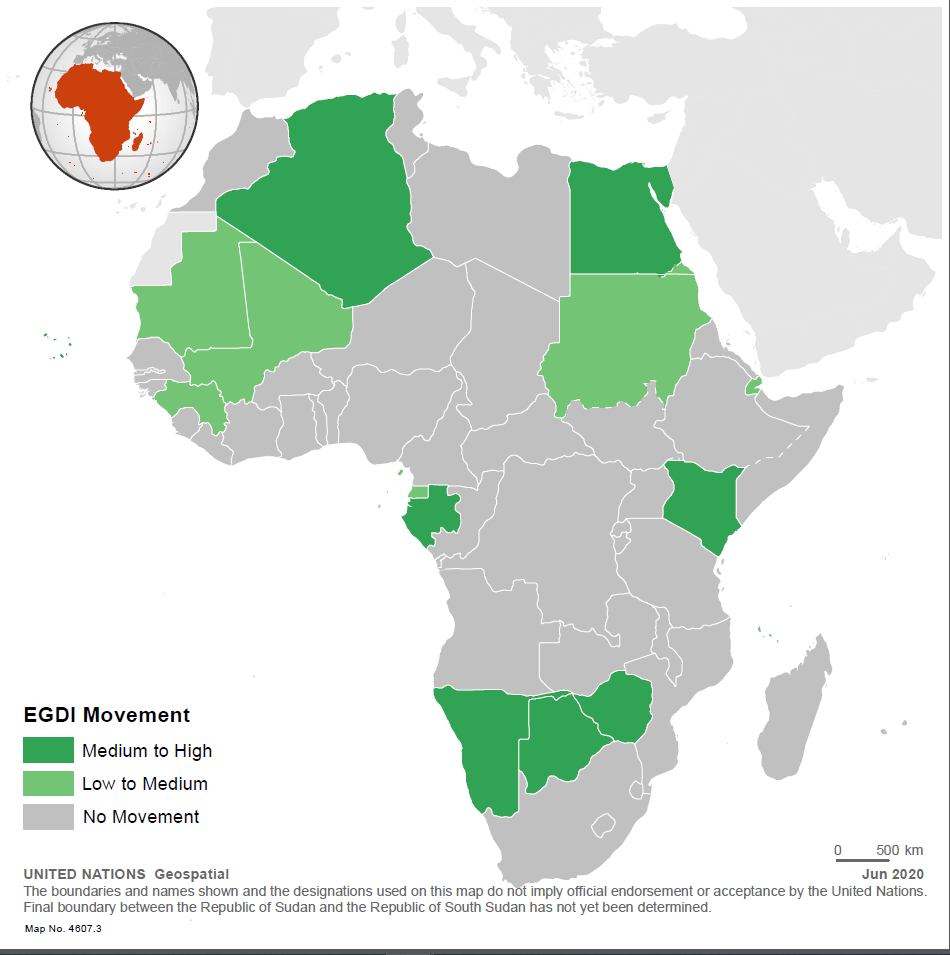 EGDI Movement
Medium to High
Low to Medium
No Movement
0 500 km
UNITED NATIONS Geospatial
Jun 2020
The boundaries and names shown and the designations used on this map do not imply official endorsement or acceptance by the United Nations.
Final boundary between the Republic of Sudan and the Republic of South Sudan has not yet been determined.
Map No. 4607.3